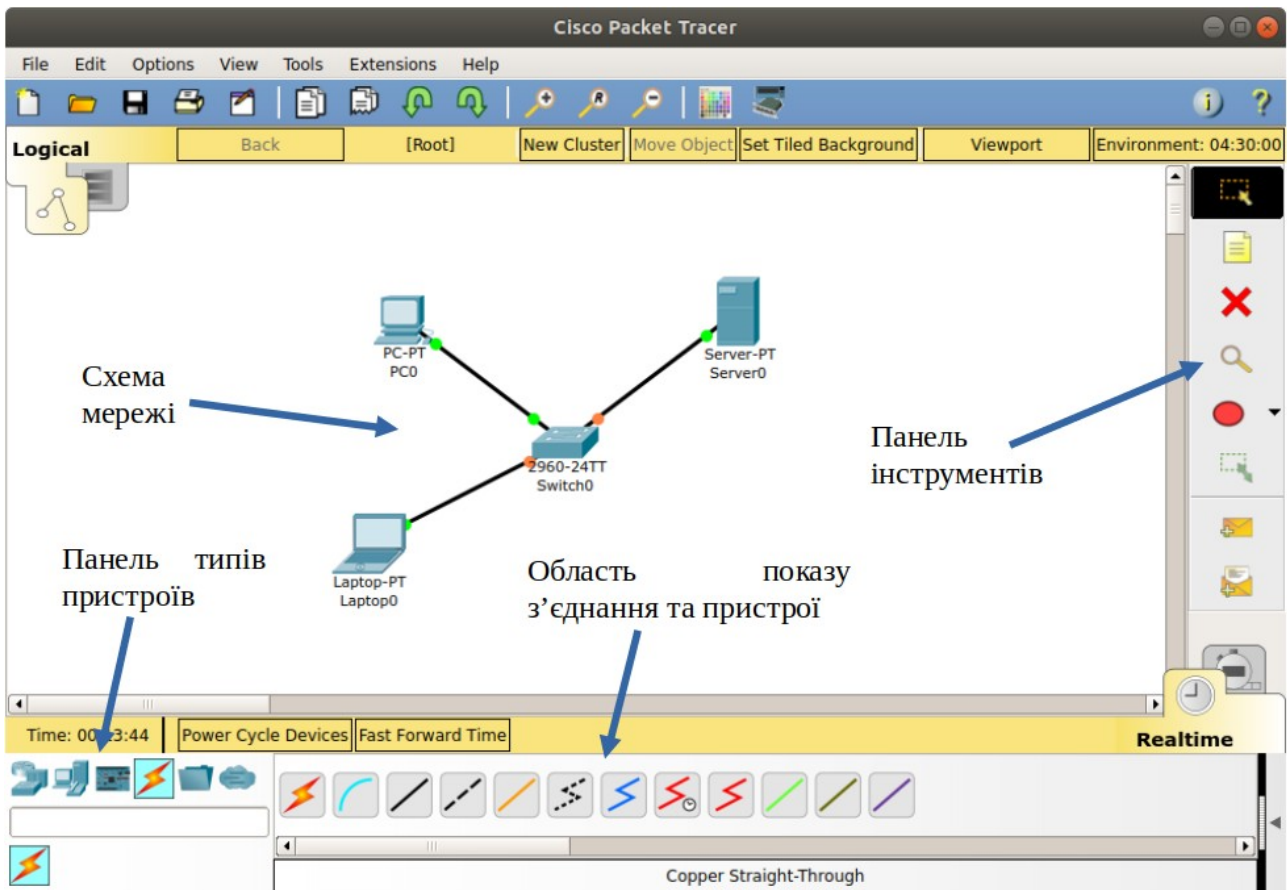 Cisco Packet Tracer
File Edit Options View Tools Extensions Help
Logical
Back
[Root]
New Cluster
Move Object
Set Tiled Background
Viewport
Environment: 04:30:00
PC-PT
PC0
Server-PT
Server0
Схема
мережі
Панель
інструментів
2960-24TT
Switch0
Панель типів
пристроїв
Laptop-PT
Laptop0
Область показу
з’єднання та пристрої
Power Cycle Devices
Fast Forward Time
Realtime
Copper Straight-Through